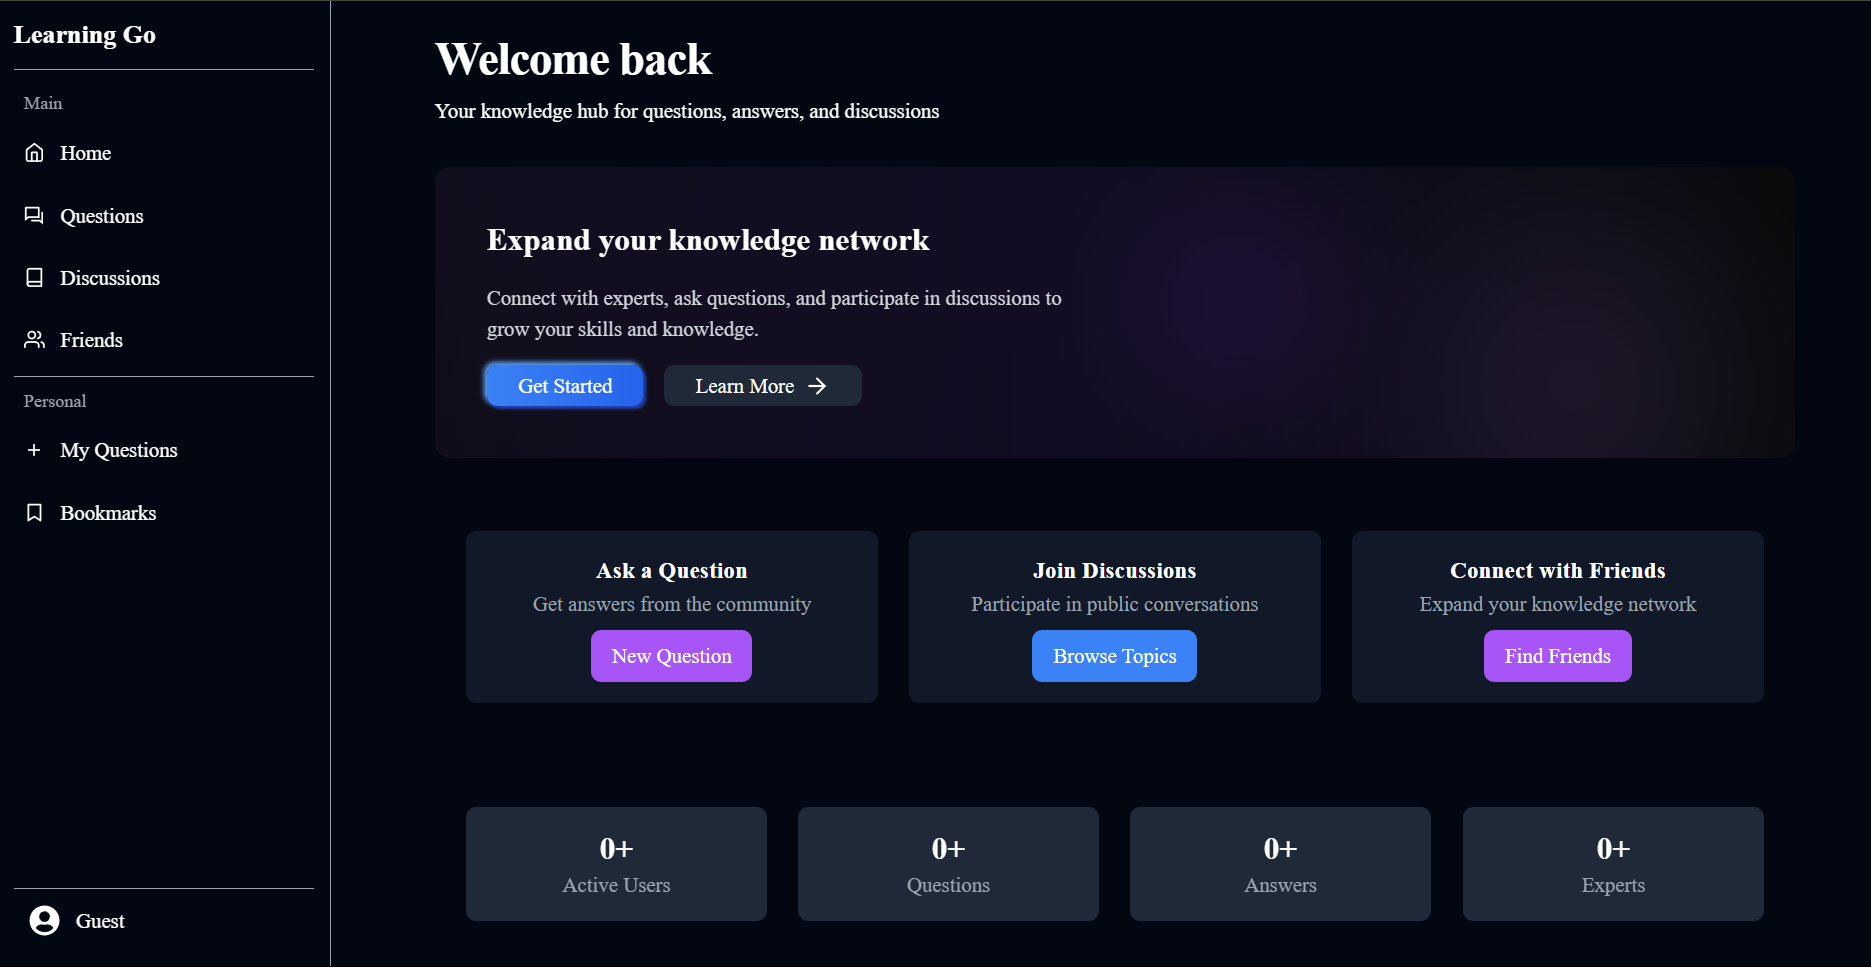 Learning Go
Main
Home
Questions
Discussions
Friends
Personal
My Questions
Bookmarks
Guest
Welcome back
Your knowledge hub for questions, answers, and discussions
Expand your knowledge network
Connect with experts, ask questions, and participate in discussions to
grow your skills and knowledge.
Get Started
Learn More
Ask a Question
Get answers from the community
New Question
Join Discussions
Participate in public conversations
Browse Topics
Connect with Friends
Expand your knowledge network
Find Friends
0+
Active Users
0+
Questions
0+
Answers
0+
Experts